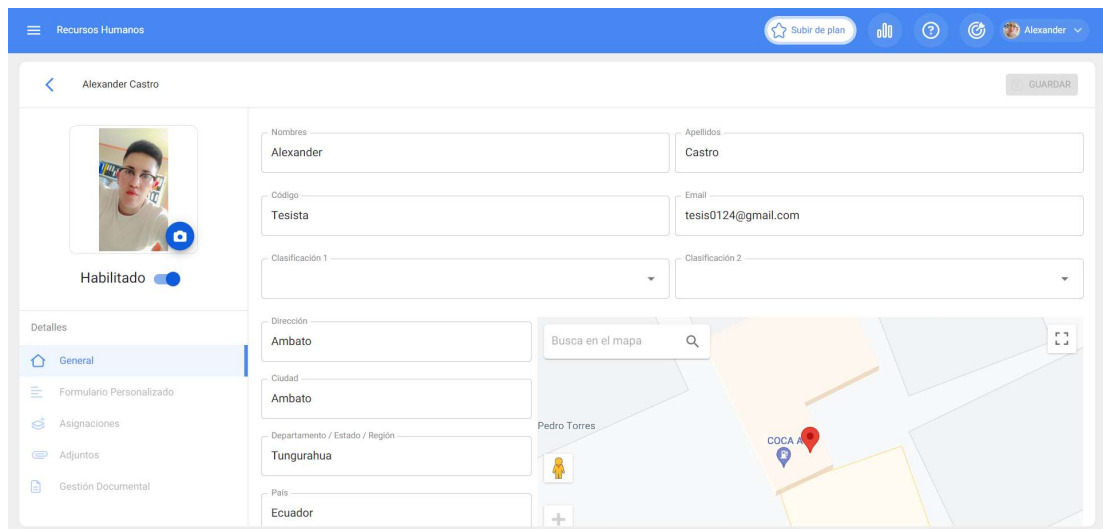 Recursos Humanos
Subir de plan
Alexander
Alexander Castro
GUARDAR
Habilitado
Detalles
General
Formulario Personalizado
Asignaciones
Adjuntos
Gestión Documental
Nombres
Alexander
Apellidos
Castro
Código
Tesista
Email
tesis0124@gmail.com
Clasificación 1
Clasificación 2
Dirección
Ambato
Ciudad
Ambato
Departamento / Estado / Región
Tungurahua
País
Ecuador
Busca en el mapa
Pedro Torres
COCA A